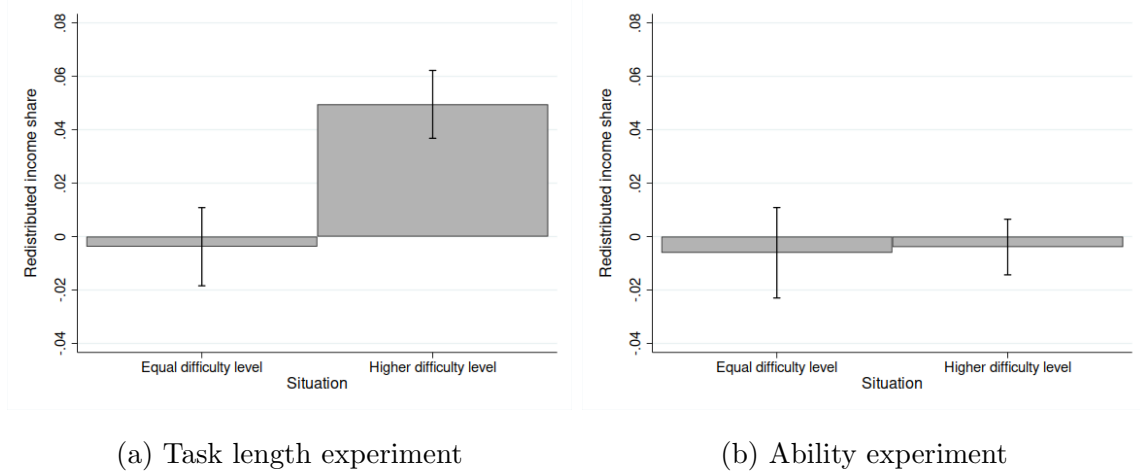 Redistributed income share
.08
.06
.04
.02
0
-.02
-.04
Equal difficulty level Higher difficulty level
Situation
(a) Task length experiment
Redistributed income share
.08
.06
.04
.02
0
-.02
-.04
Equal difficulty level Higher difficulty level
Situation
(b) Ability experiment